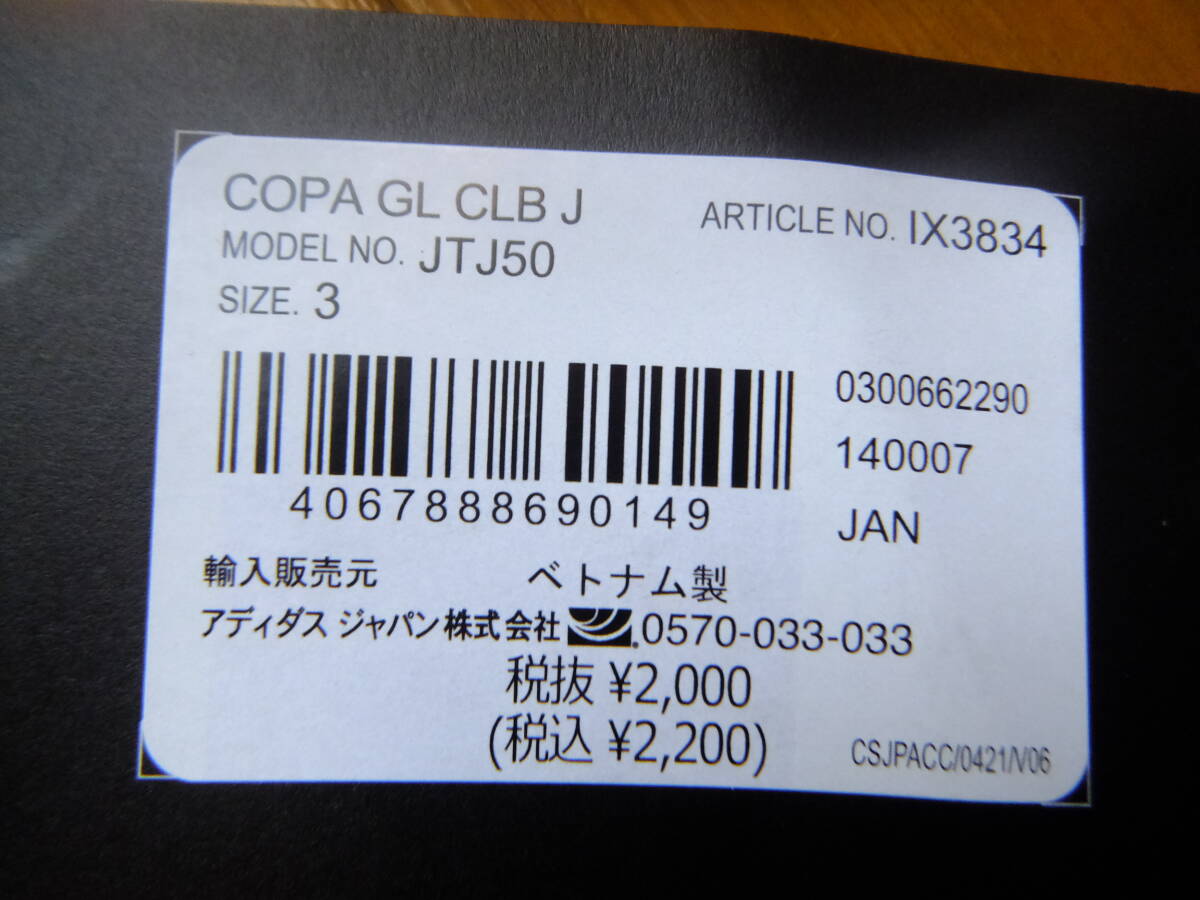 COPA GL CLB J
ARTICLE NO. IX3834
MODEL NO. JTJ50
SIZE. 3
0300662290
140007
JAN
4067888690149
輸入販売元 ベトナム製
アディダス ジャパン株式会社 .0570-033-033
税抜 ¥2,000
(税込 ¥2,200)
CSJPACC/0421/V06